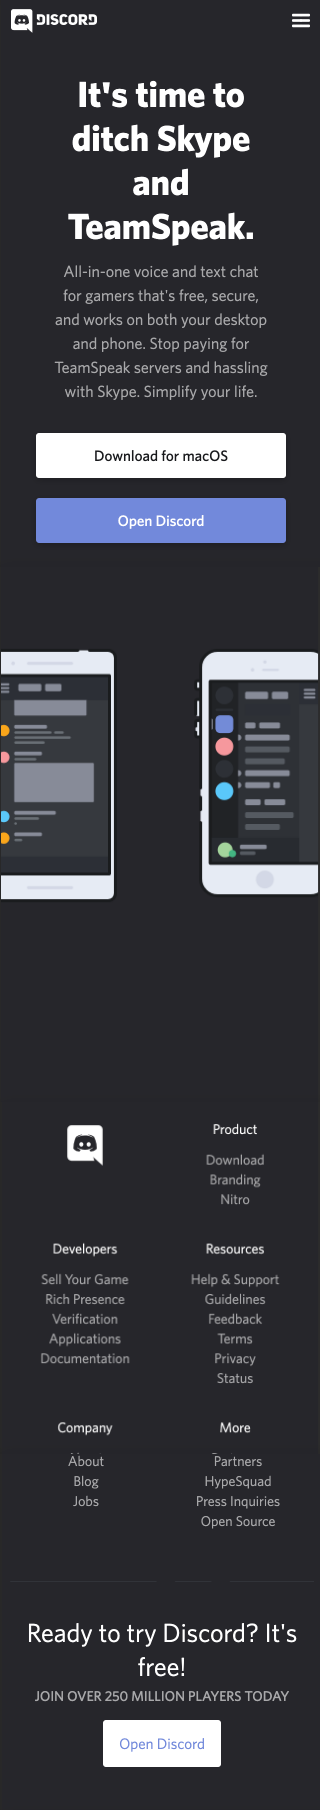 DISCORD
It's time to
ditch Skype
and
TeamSpeak.
All-in-one voice and text chat
for gamers that's free, secure,
and works on both your desktop
and phone. Stop paying for
TeamSpeak servers and hassling
with Skype. Simplify your life.
Download for macOS
Open Discord
Product
Download
Branding
Nitro
Developers
Sell Your Game
Rich Presence
Verification
Applications
Documentation
Resources
Help & Support
Guidelines
Feedback
Terms
Privacy
Status
Company
About
Blog
Jobs
More
Partners
HypeSquad
Press Inquiries
Open Source
Ready to try Discord? It's
free!
JOIN OVER 250 MILLION PLAYERS TODAY
Open Discord